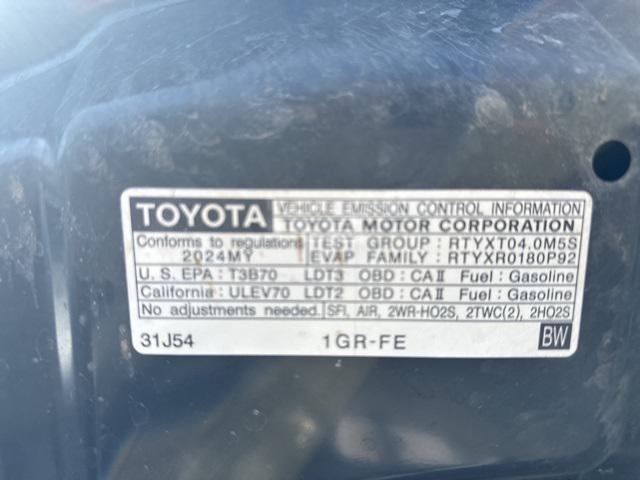 TOYOTA VEHICLE EMISSION CONTROL INFORMATION
TOYOTA MOTOR CORPORATION
Conforms to regulations TEST GROUP : RTYXT04.0M5S
2024MY EVAP FAMILY : RTYXR0180P92
U.S. EPA : T3B70 LDT3 OBD : CAⅡ Fuel : Gasoline
California : ULEV70 LDT2 OBD : CAⅡ Fuel : Gasoline
No adjustments needed. SFI, AIR, 2WR-HO2S, 2TWC(2), 2HO2S
31J54 1GR-FE BW